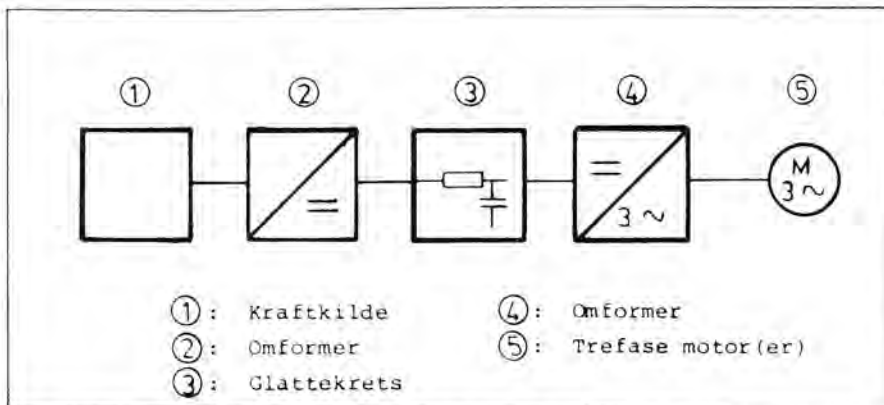 ① ② ③ ④ ⑤
M
3 ~
3 ~
①: Kraftkilde
②: Omformer
③: Glattekrets
④: Omformer
⑤: Trefase motor(er)